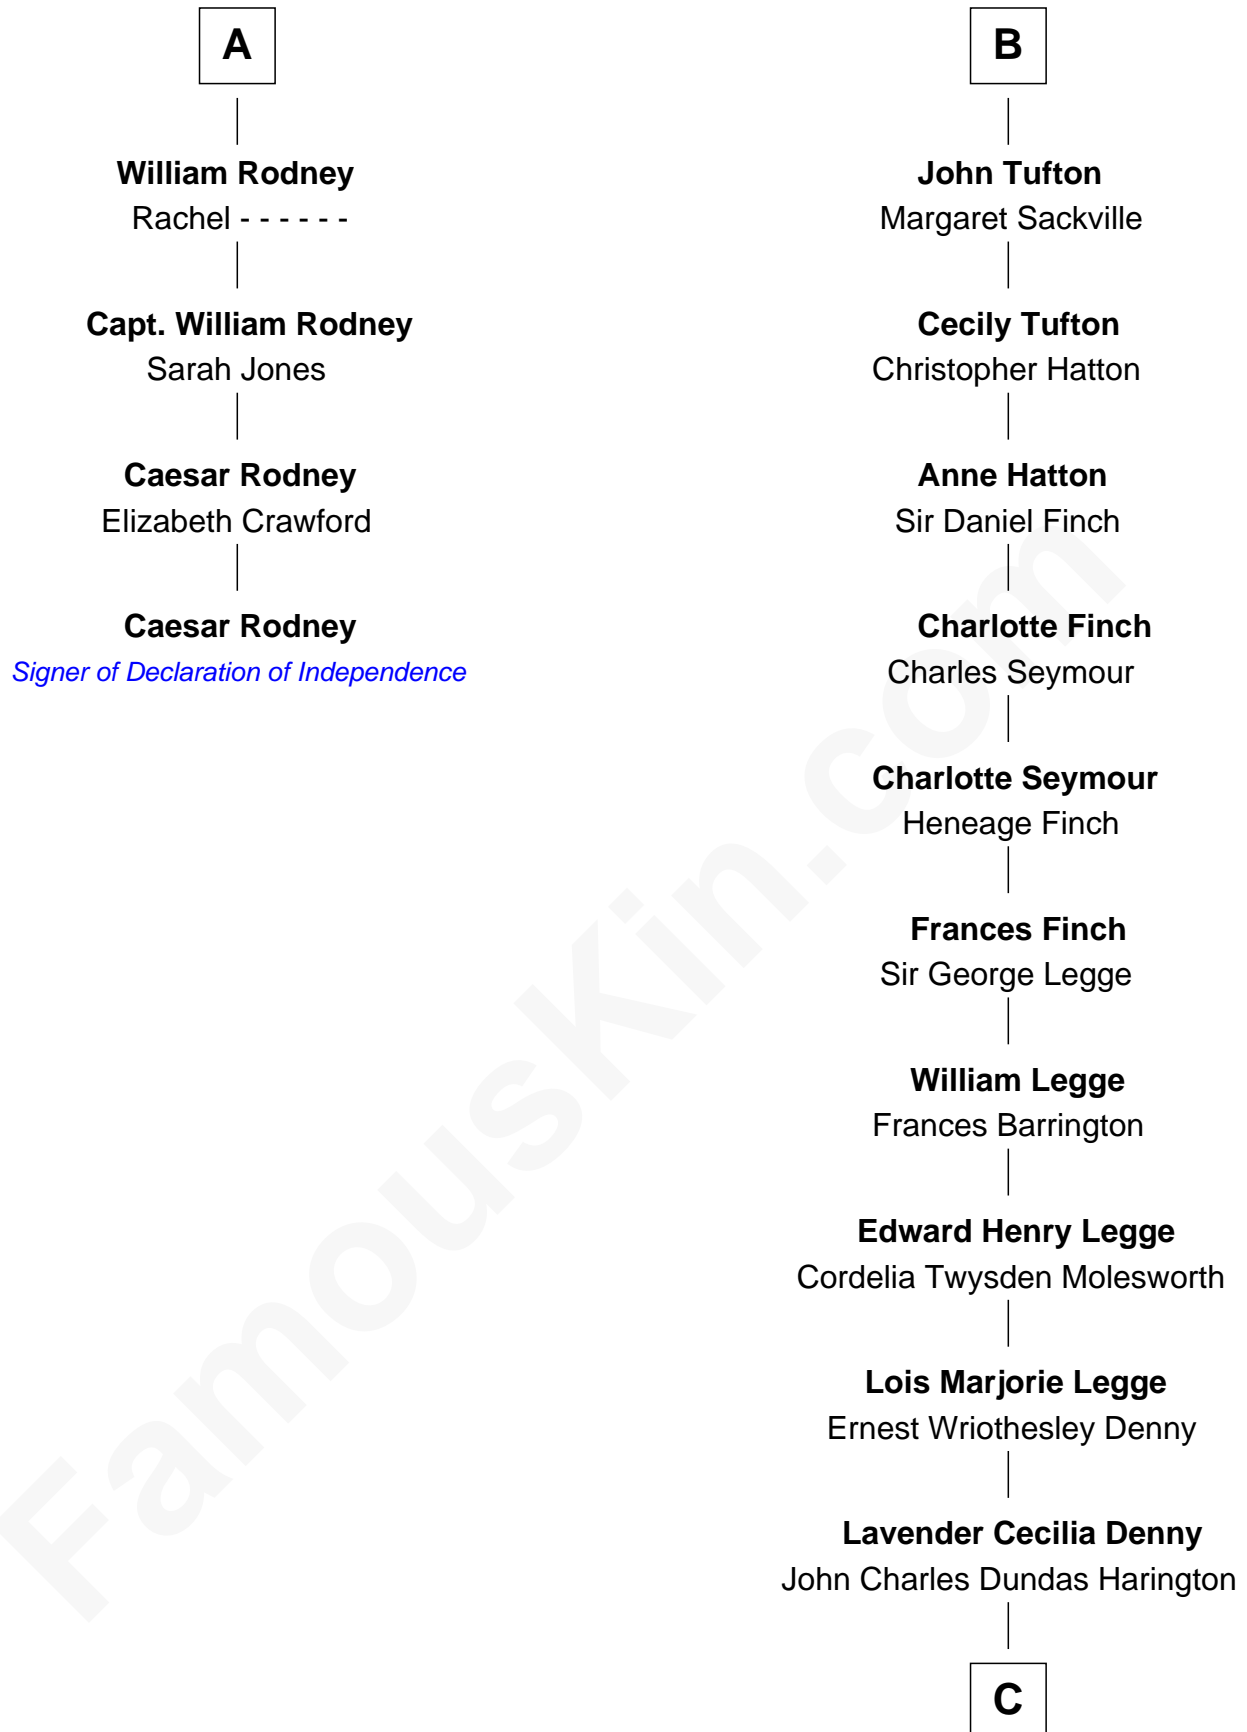 A
William Rodney
Rachel - - - - - -
Capt. William Rodney
Sarah Jones
Caesar Rodney
Elizabeth Crawford
Caesar Rodney
Signer of Declaration of Independence
B
John Tufton
Margaret Sackville
Cecily Tufton
Christopher Hatton
Anne Hatton
Sir Daniel Finch
Charlotte Finch
Charles Seymour
Charlotte Seymour
Heneage Finch
Frances Finch
Sir George Legge
William Legge
Frances Barrington
Edward Henry Legge
Cordelia Twysden Molesworth
Lois Marjorie Legge
Ernest Wriothesley Denny
Lavender Cecilia Denny
John Charles Dundas Harington
C
FamousKin.com